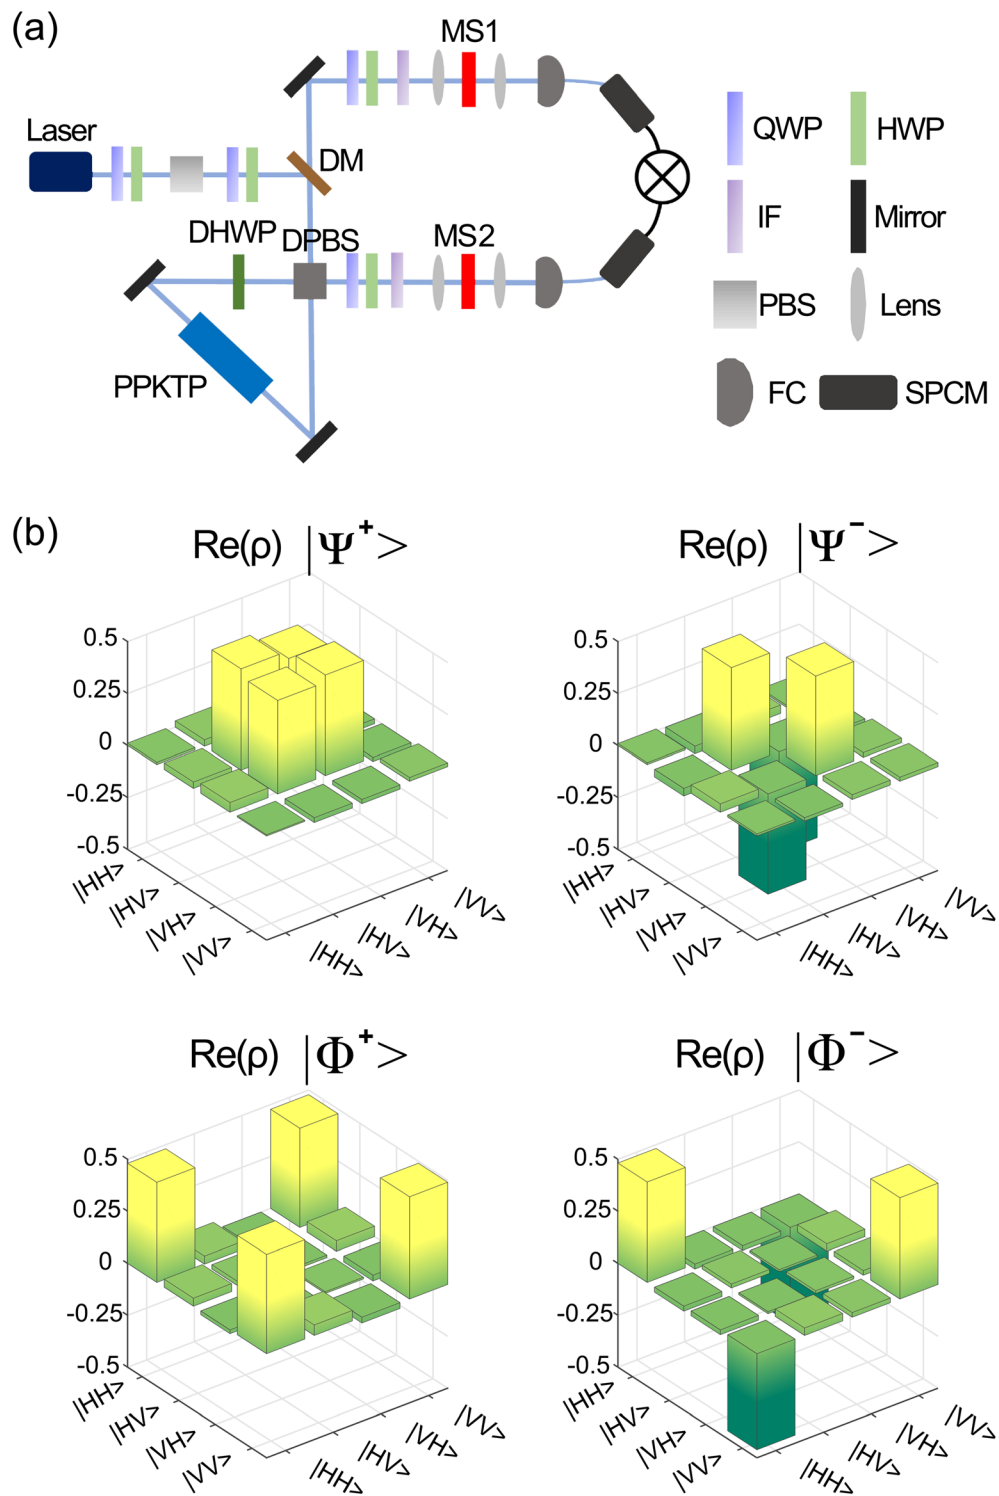 (a)
MS1
Laser
DM
QWP
HWP
DHWP
DPBS
MS2
IF
Mirror
PBS
Lens
PPKTP
FC
SPCM
(b)
Re(ρ) |Ψ⁺>
Re(ρ) |Ψ⁻>
0.5
0.25
0
-0.25
-0.5
|HH>
|HV>
|VH>
|VV>
|HH>
|HV>
|VH>
|VV>
0.5
0.25
0
-0.25
-0.5
|HH>
|HV>
|VH>
|VV>
|HH>
|HV>
|VH>
|VV>
Re(ρ) |Φ⁺>
Re(ρ) |Φ⁻>
0.5
0.25
0
-0.25
-0.5
|HH>
|HV>
|VH>
|VV>
|HH>
|HV>
|VH>
|VV>
0.5
0.25
0
-0.25
-0.5
|HH>
|HV>
|VH>
|VV>
|HH>
|HV>
|VH>
|VV>